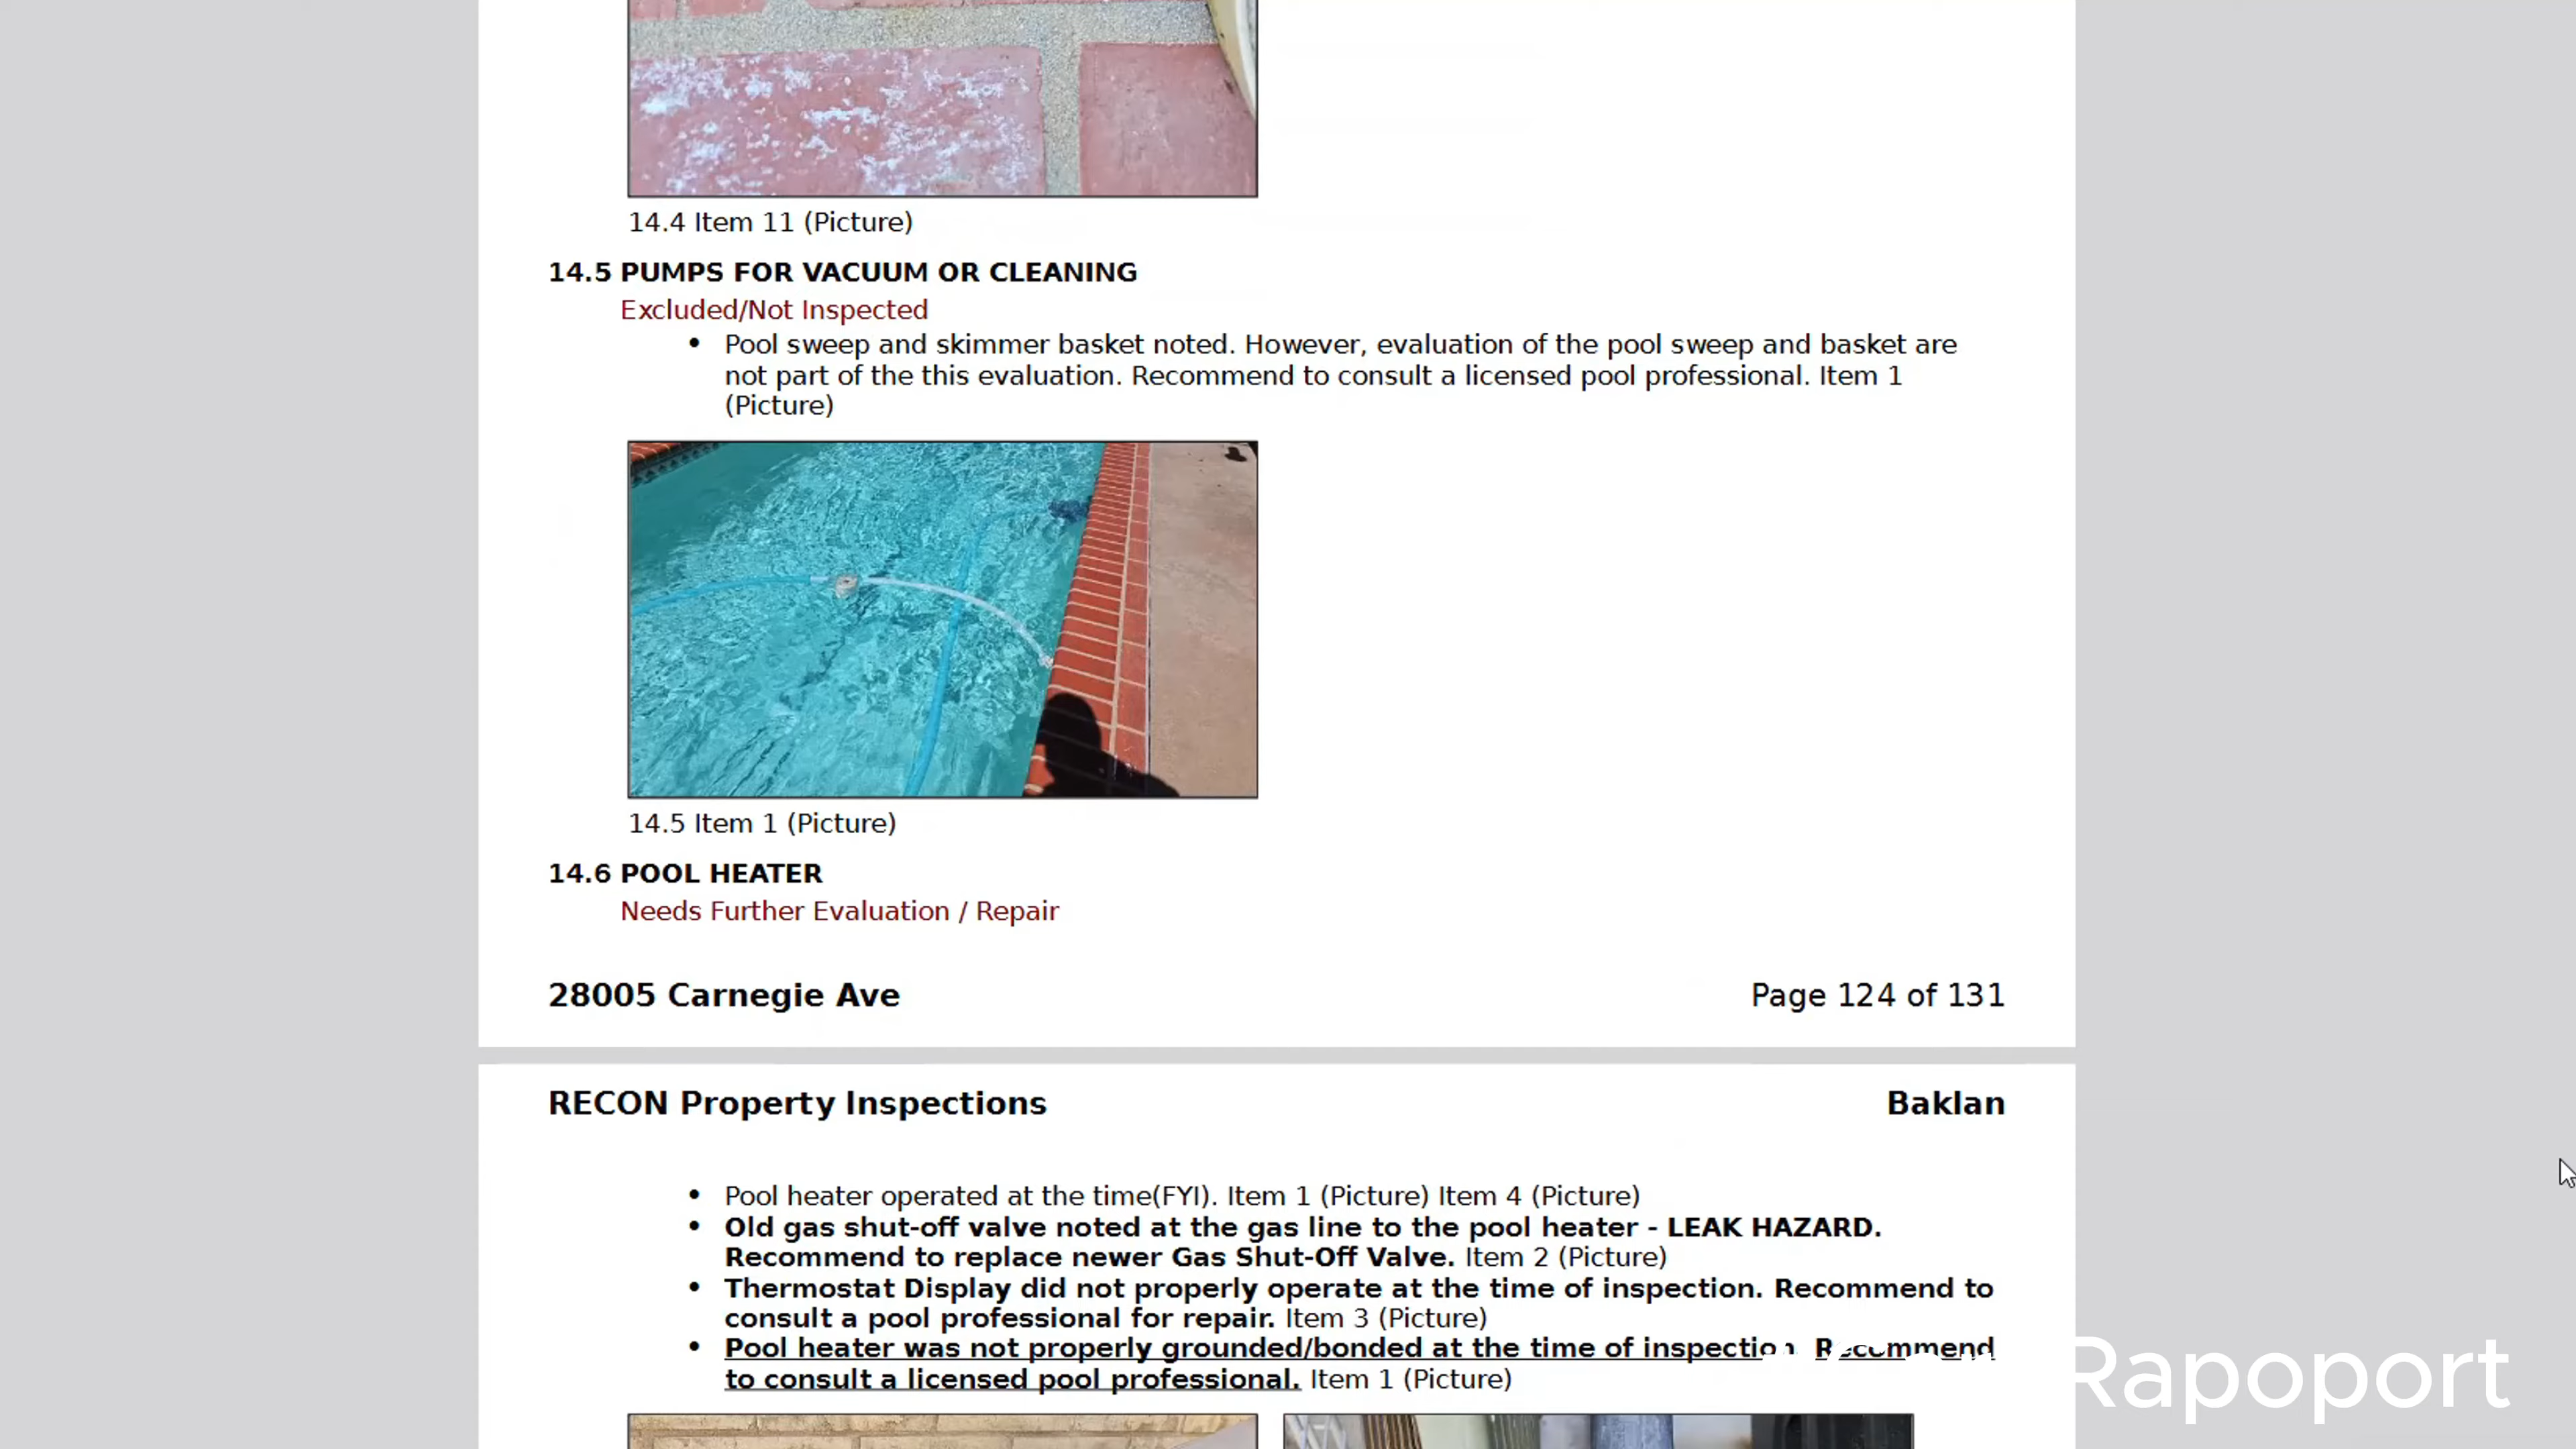 14.4 Item 11 (Picture)
14.5 PUMPS FOR VACUUM OR CLEANING
Excluded/Not Inspected
• Pool sweep and skimmer basket noted. However, evaluation of the pool sweep and basket are
not part of the this evaluation. Recommend to consult a licensed pool professional. Item 1
(Picture)
14.5 Item 1 (Picture)
14.6 POOL HEATER
Needs Further Evaluation / Repair
28005 Carnegie Ave Page 124 of 131
RECON Property Inspections Baklan
• Pool heater operated at the time(FYI). Item 1 (Picture) Item 4 (Picture)
• Old gas shut-off valve noted at the gas line to the pool heater - LEAK HAZARD.
Recommend to replace newer Gas Shut-Off Valve. Item 2 (Picture)
• Thermostat Display did not properly operate at the time of inspection. Recommend to
consult a pool professional for repair. Item 3 (Picture)
• Pool heater was not properly grounded/bonded at the time of inspection. Recommend
to consult a licensed pool professional. Item 1 (Picture)
Rapoport